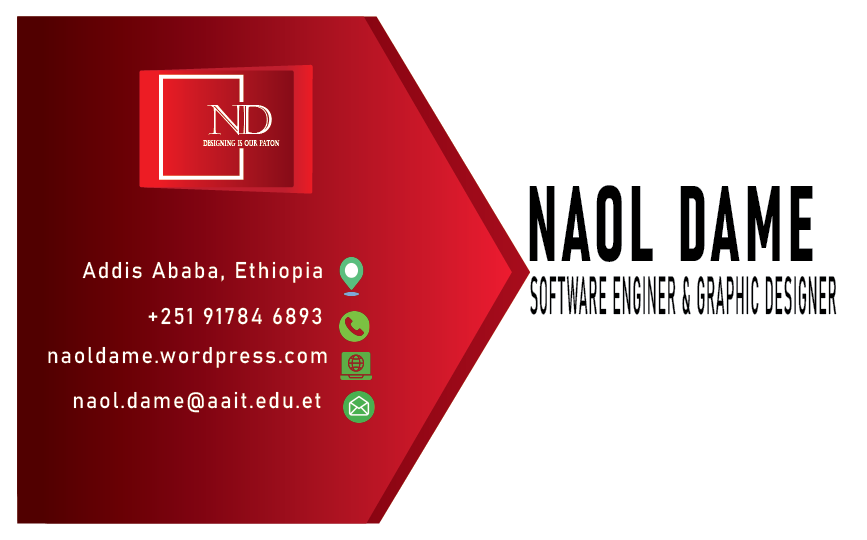 ND
DESIGNING IS OUR PATON
Addis Ababa, Ethiopia
+251 91784 6893
naoldame.wordpress.com
naol.dame@aait.edu.et
NAOL DAME
SOFTWARE ENGINER & GRAPHIC DESIGNER